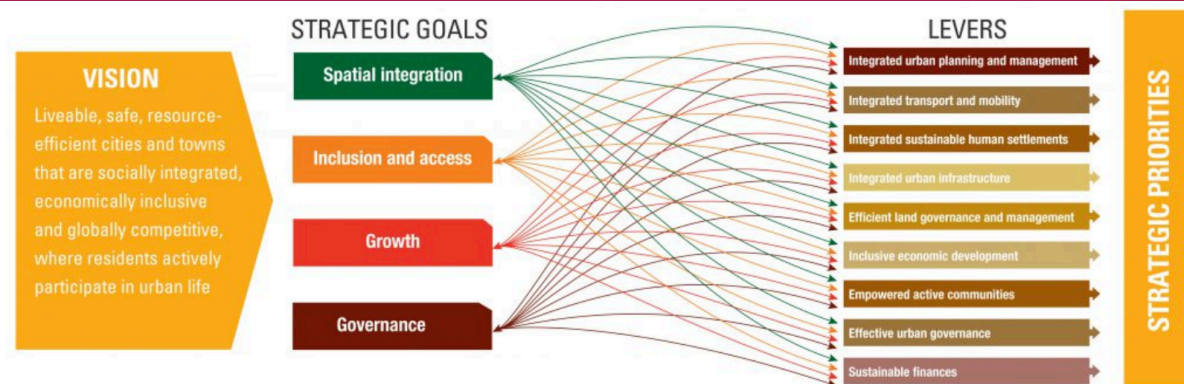 VISION
Liveable, safe, resource-
efficient cities and towns
that are socially integrated,
economically inclusive
and globally competitive,
where residents actively
participate in urban life
STRATEGIC GOALS
Spatial integration
Inclusion and access
Growth
Governance
LEVERS
Integrated urban planning and management
Integrated transport and mobility
Integrated sustainable human settlements
Integrated urban infrastructure
Efficient land governance and management
Inclusive economic development
Empowered active communities
Effective urban governance
Sustainable finances
STRATEGIC PRIORITIES